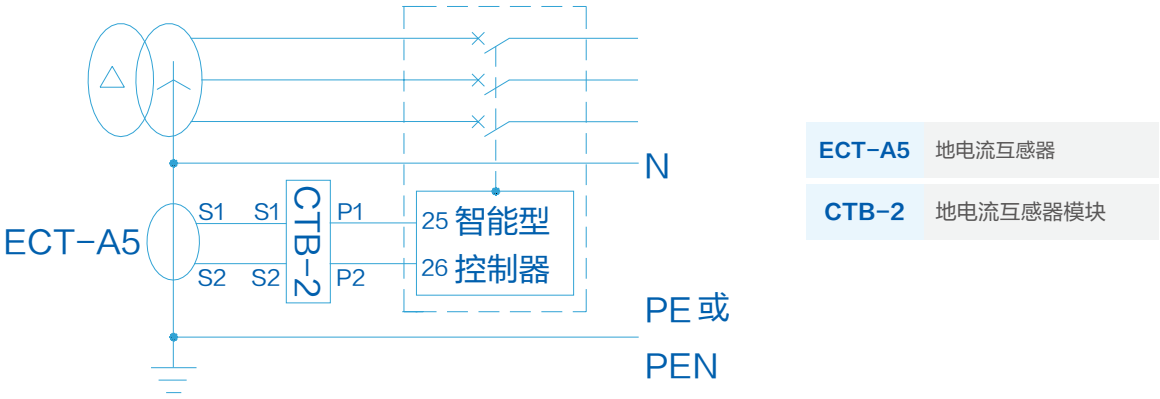 N
ECT-A5
S1 S1 P1
S2 S2 P2
CTB-2
25 智能型
26 控制器
PE 或
PEN
ECT-A5 地电流互感器
CTB-2 地电流互感器模块